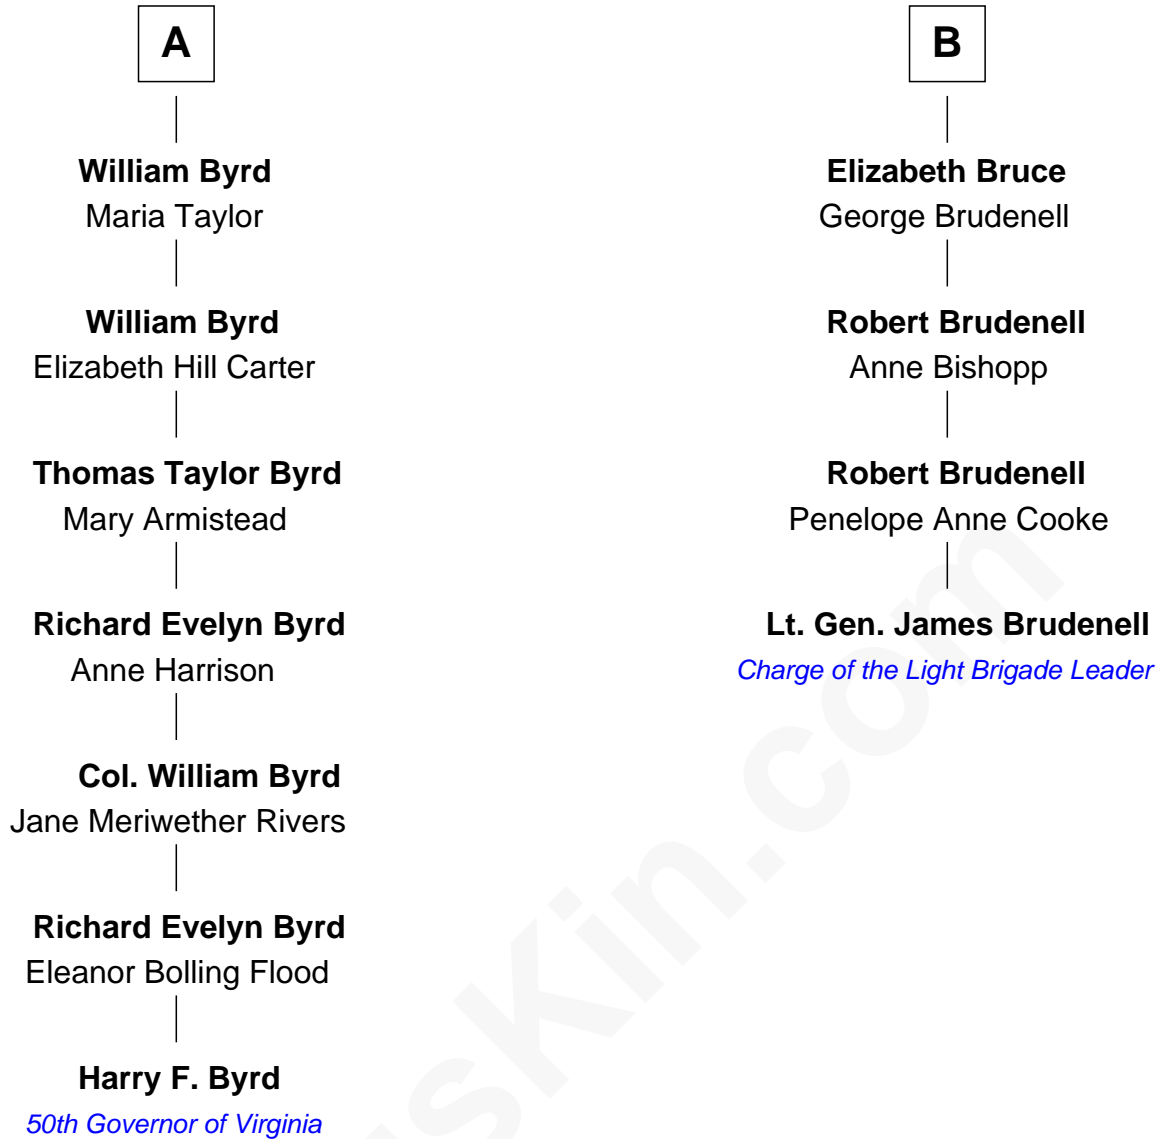 A
William Byrd
Maria Taylor
William Byrd
Elizabeth Hill Carter
Thomas Taylor Byrd
Mary Armistead
Richard Evelyn Byrd
Anne Harrison
Col. William Byrd
Jane Meriwether Rivers
Richard Evelyn Byrd
Eleanor Bolling Flood
Harry F. Byrd
50th Governor of Virginia
B
Elizabeth Bruce
George Brudenell
Robert Brudenell
Anne Bishopp
Robert Brudenell
Penelope Anne Cooke
Lt. Gen. James Brudenell
Charge of the Light Brigade Leader
usKin.com